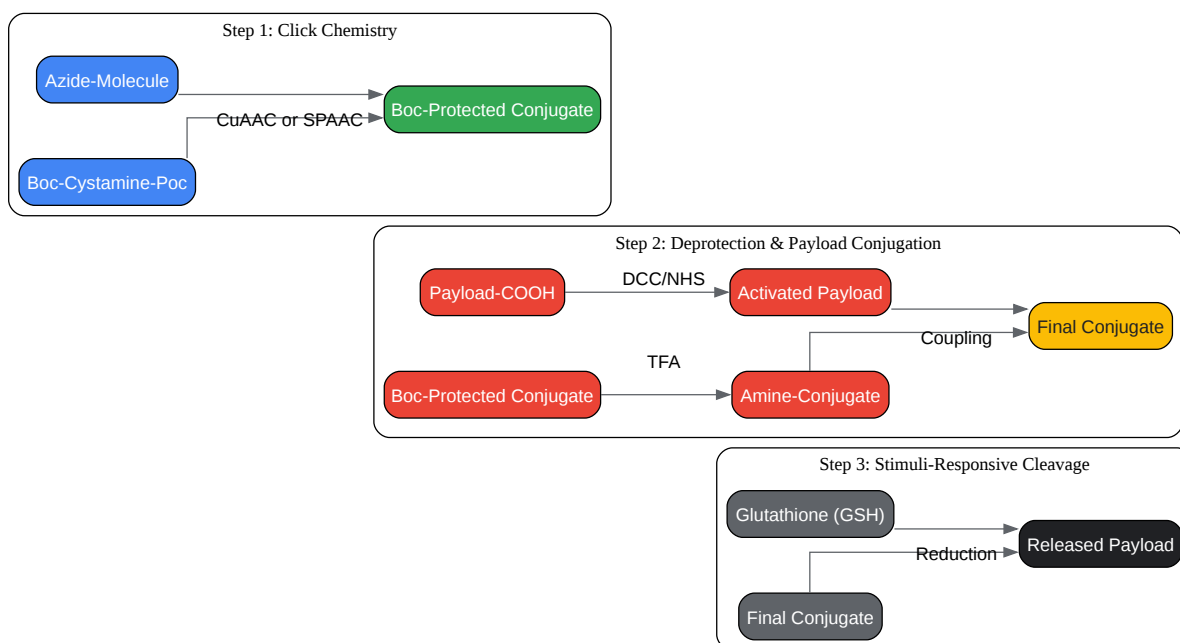 Step 1: Click Chemistry
Azide-Molecule
Boc-Protected Conjugate
CuAAC or SPAAC
Boc-Cystamine-Poc
Step 2: Deprotection & Payload Conjugation
DCC/NHS
Payload-COOH
Activated Payload
Final Conjugate
Coupling
TFA
Boc-Protected Conjugate
Amine-Conjugate
Step 3: Stimuli-Responsive Cleavage
Glutathione (GSH)
Released Payload
Reduction
Final Conjugate